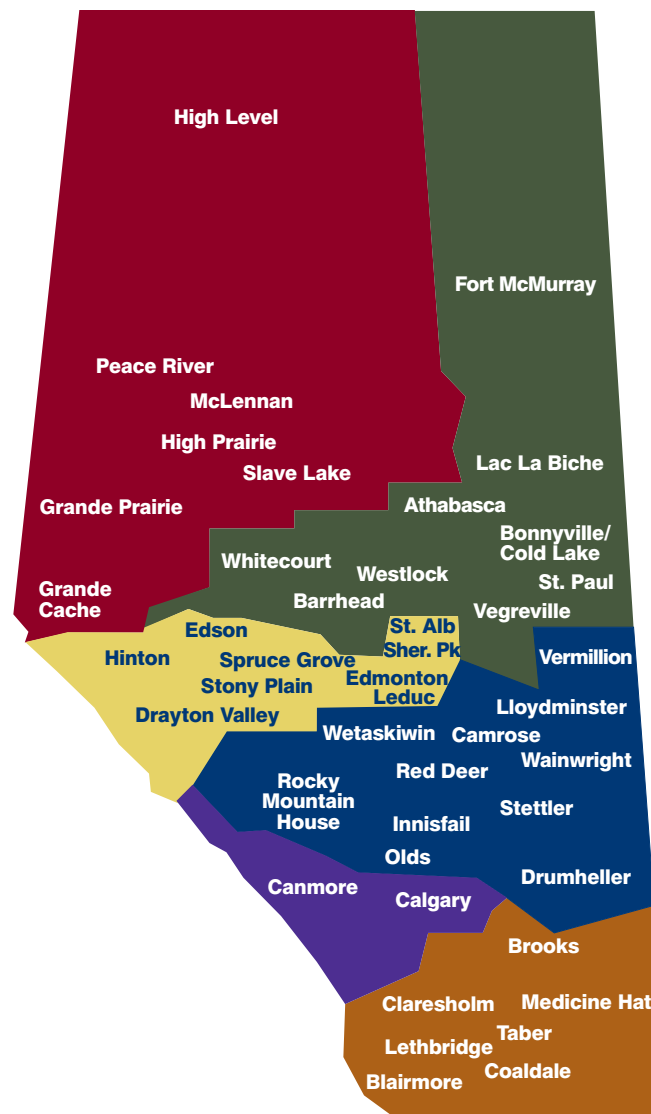 High Level
Fort McMurray
Peace River
McLennan
High Prairie
Slave Lake
Lac La Biche
Grande Prairie
Athabasca
Bonnyville/
Cold Lake
Whitecourt
Westlock
St. Paul
Grande
Cache
Barrhead
Vegreville
Edson
St. Alb
Hinton
Spruce Grove
Sher. Pk
Vermillion
Stony Plain
Edmonton
Leduc
Drayton Valley
Lloydminster
Wetaskiwin
Camrose
Wainwright
Red Deer
Rocky
Mountain
House
Stettler
Innisfail
Olds
Drumheller
Canmore
Calgary
Brooks
Claresholm
Medicine Hat
Taber
Lethbridge
Coaldale
Blairmore